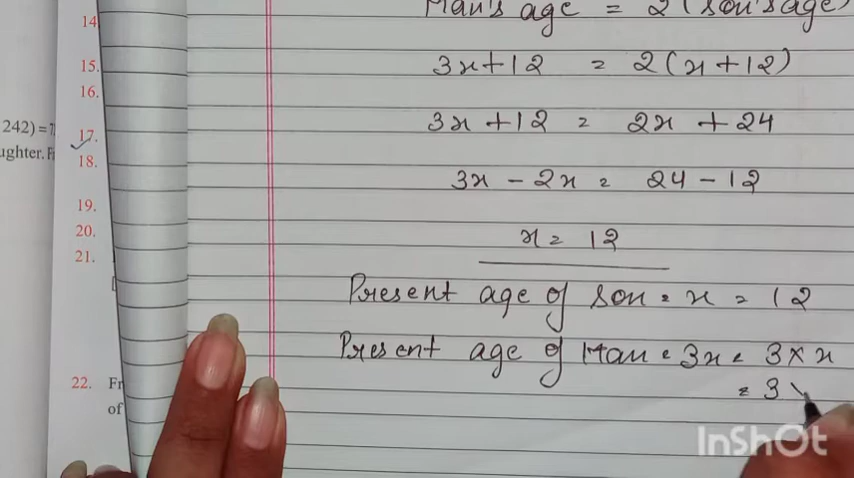 14
Man's age = 2 (son's age)
15.
3x+12 = 2(x+12)
16.
3x +12 = 2x + 24
242) =
17.
ughter. F
18.
3x - 2x = 24 - 12
19.
20.
x = 12
21.
Present age of son = x = 12
Present age of Man = 3x = 3 × x
22. Fr
= 3
of
InShOt